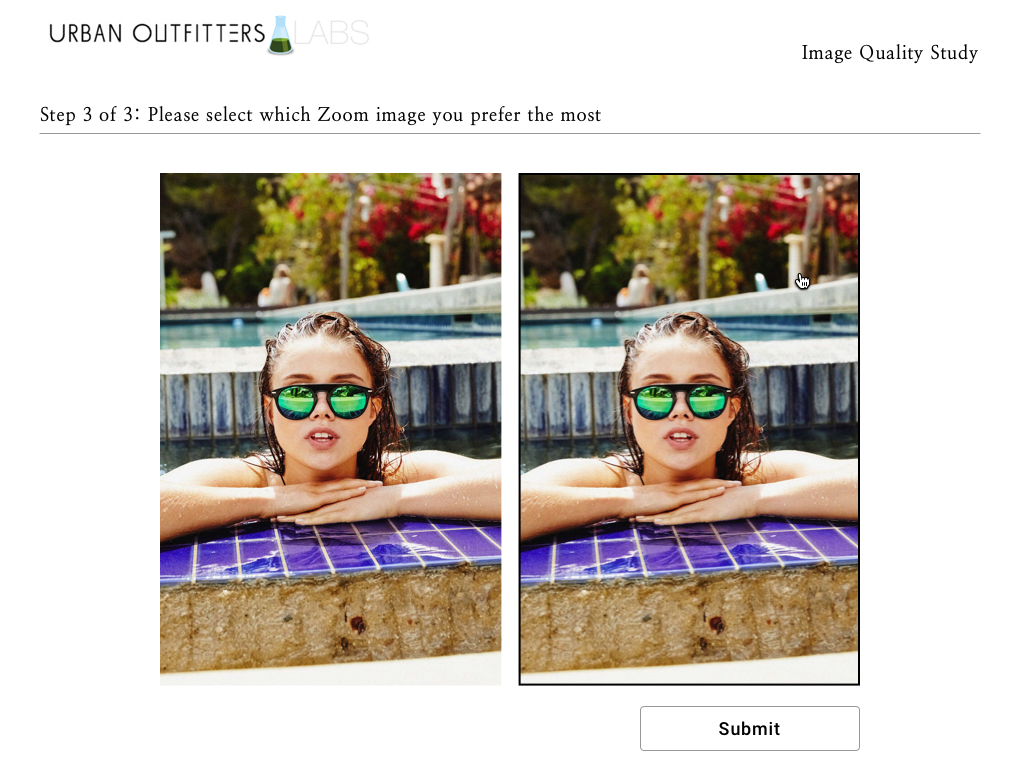 URBAN OUTFITTERS LABS
Image Quality Study
Step 3 of 3: Please select which Zoom image you prefer the most
Submit